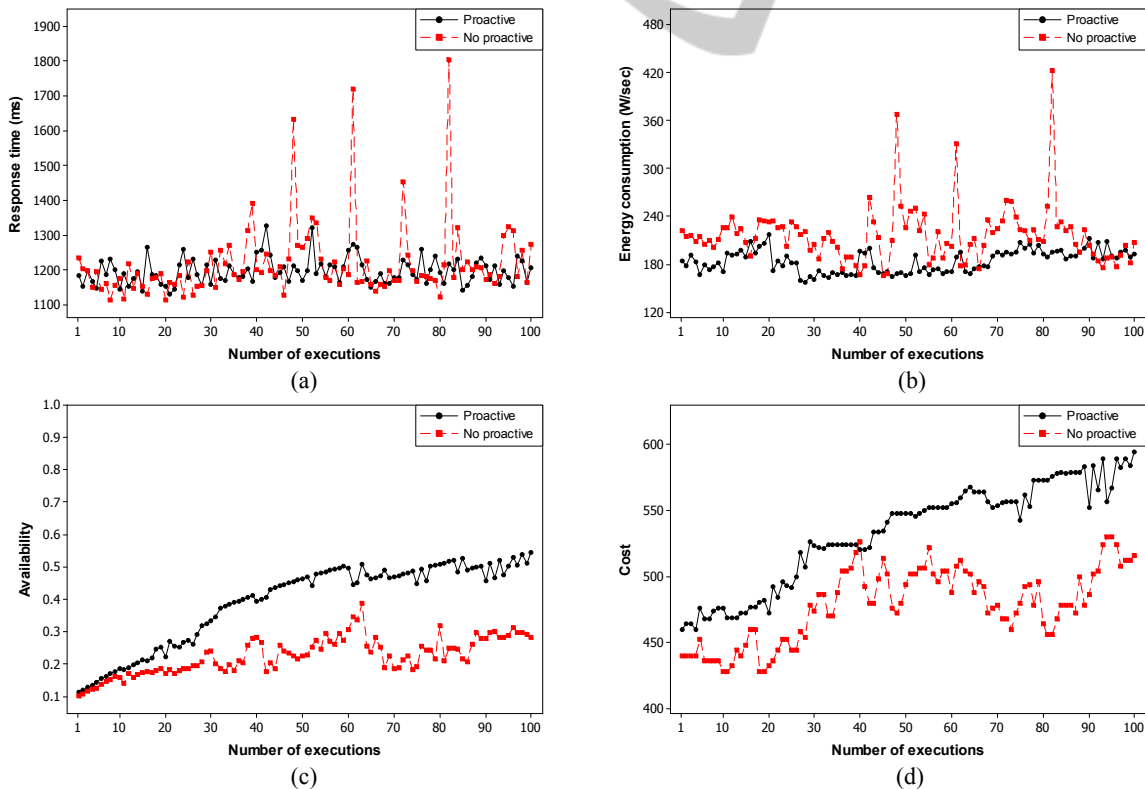 1900
1800
1700
1600
1500
1400
1300
1200
1100
Response time (ms)
Proactive
No proactive
1 10 20 30 40 50 60 70 80 90 100
Number of executions
(a)
480
420
360
300
240
180
120
Energy consumption (W/sec)
Proactive
No proactive
1 10 20 30 40 50 60 70 80 90 100
Number of executions
(b)
1.0
0.9
0.8
0.7
0.6
0.5
0.4
0.3
0.2
0.1
Availability
Proactive
No proactive
1 10 20 30 40 50 60 70 80 90 100
Number of executions
(c)
600
550
500
450
400
Cost
Proactive
No proactive
1 10 20 30 40 50 60 70 80 90 100
Number of executions
(d)